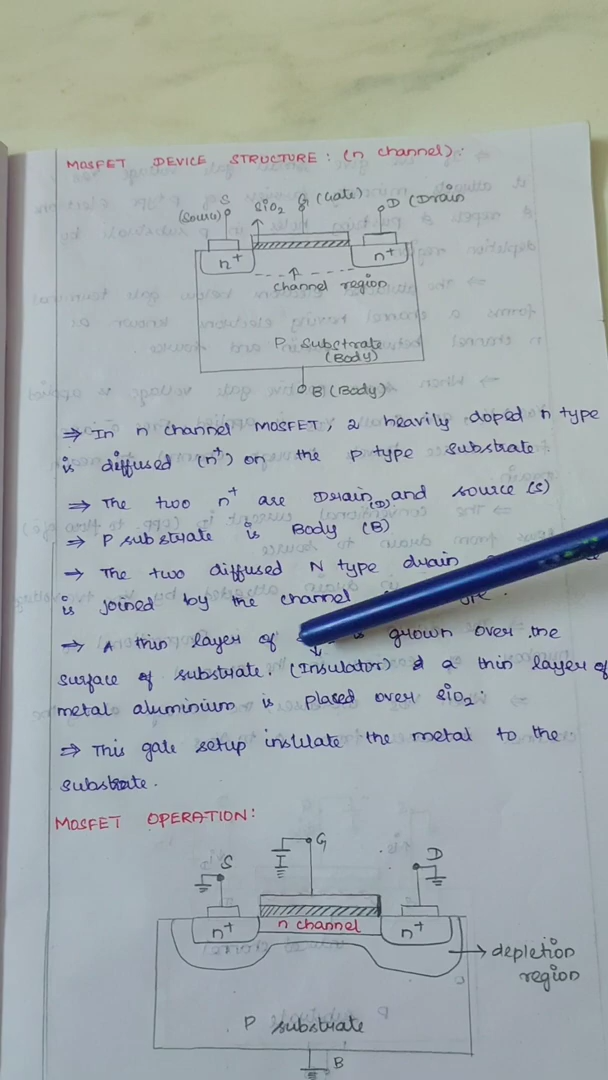 MOSFET DEVICE STRUCTURE: (n channel):
S
(Source)
SiO2
G (Gate)
D (Drain
n+
n+
channel region
P substrate
(Body)
B (Body)
⇒ In n channel MOSFET, 2 heavily doped n type
is diffused (n+) on the P type substrate
⇒ The two n+ are Drain(D) and source (S)
⇒ P substrate is Body (B)
→ The two diffused N type drain
is joined by the channel
→ A thin layer of is grown over the
surface of substrate. (Insulator) & a thin layer of
metal aluminium is plased over SiO2.
⇒ This gate setup insulate the metal to the
substrate.
MOSFET OPERATION:
G
S
D
n+
n channel
n+
→ depletion
region
P substrate
B